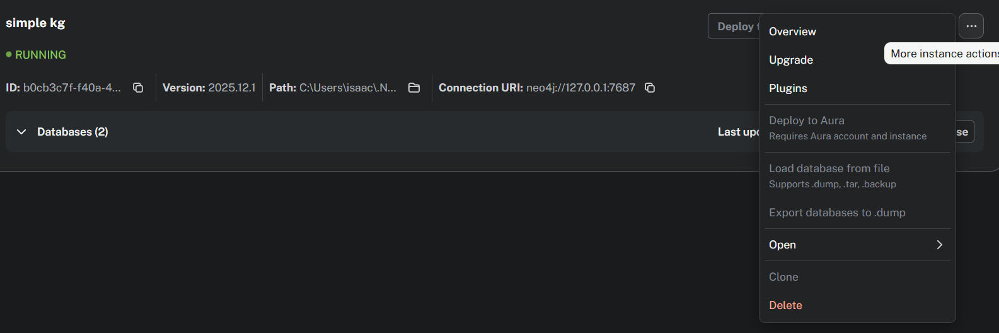 simple kg
RUNNING
ID: b0cb3c7f-f40a-4...
Version: 2025.12.1
Path: C:\Users\isaac\.N...
Connection URI: neo4j://127.0.0.1:7687
Databases (2)
Last upd
se
Deploy t
Overview
Upgrade
Plugins
Deploy to Aura
Requires Aura account and instance
Load database from file
Supports .dump, .tar, .backup
Export databases to .dump
Open
Clone
Delete
More instance actions